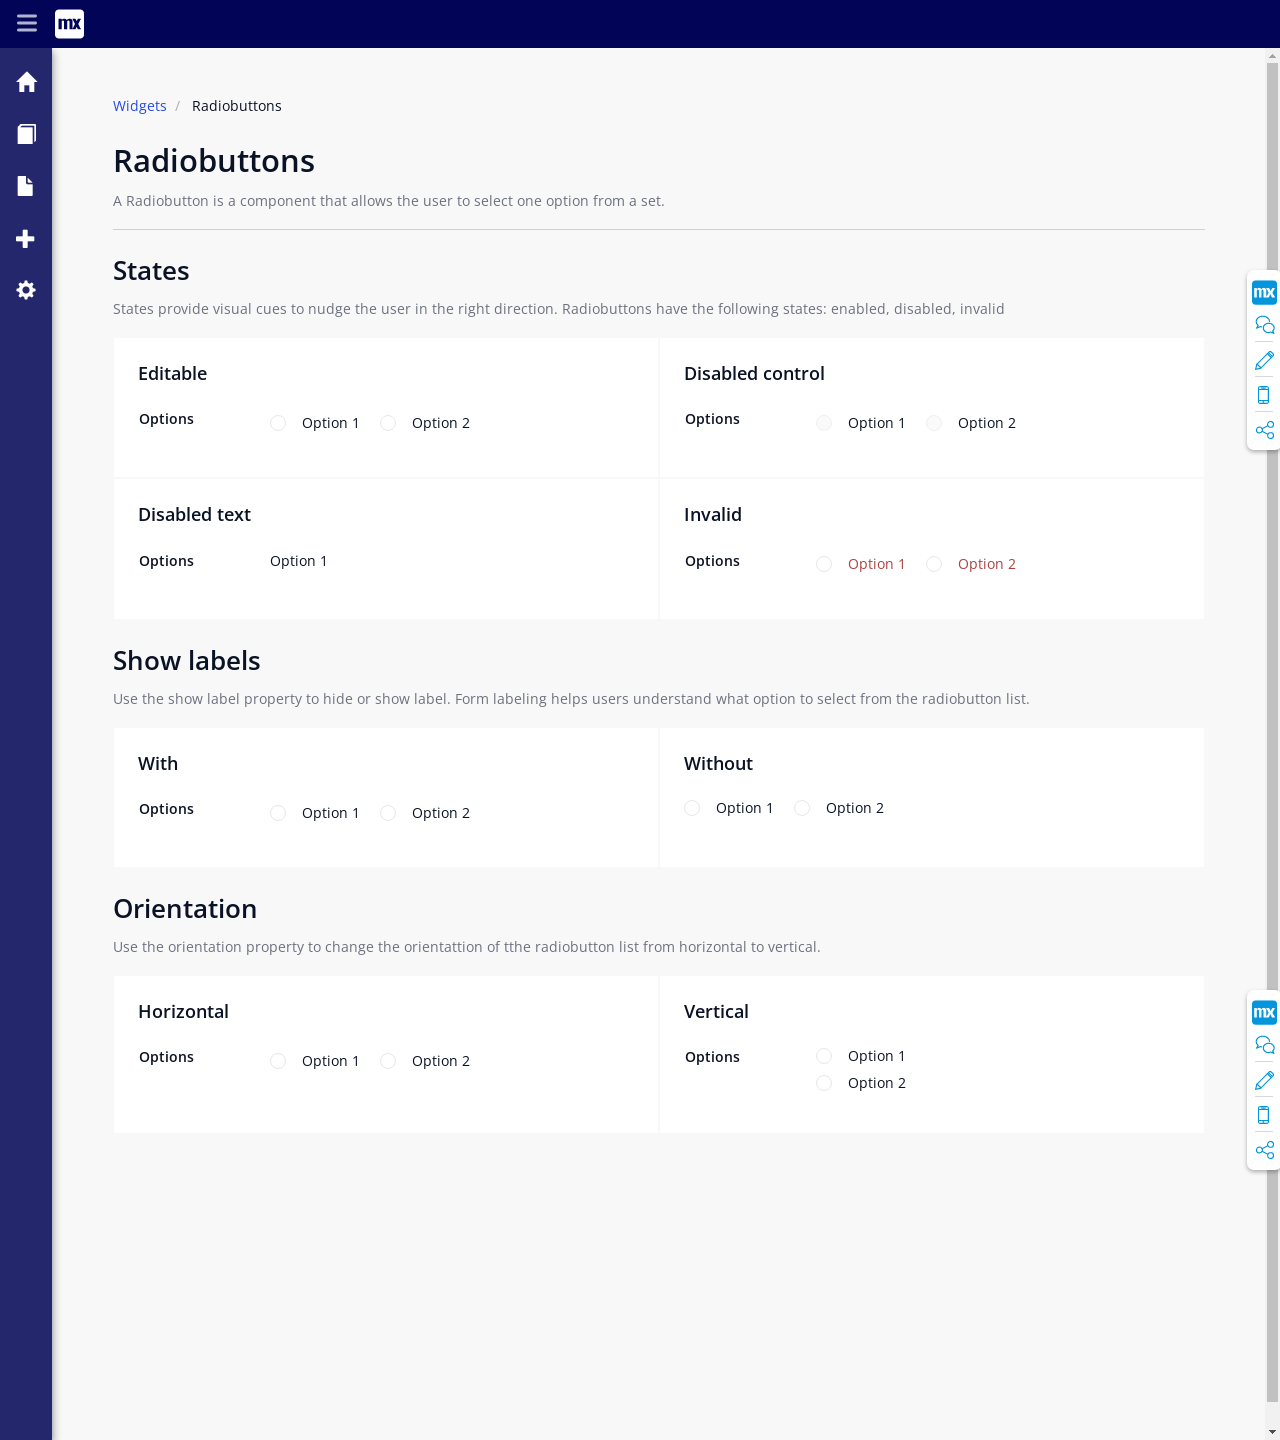 mx
Widgets / Radiobuttons
Radiobuttons
A Radiobutton is a component that allows the user to select one option from a set.
States
States provide visual cues to nudge the user in the right direction. Radiobuttons have the following states: enabled, disabled, invalid
mx
Editable
Options Option 1 Option 2
Disabled control
Options Option 1 Option 2
Disabled text
Options Option 1
Invalid
Options Option 1 Option 2
Show labels
Use the show label property to hide or show label. Form labeling helps users understand what option to select from the radiobutton list.
With
Options Option 1 Option 2
Without
Option 1 Option 2
Orientation
Use the orientation property to change the orientattion of tthe radiobutton list from horizontal to vertical.
Horizontal
Options Option 1 Option 2
Vertical
Options Option 1
Option 2
mx